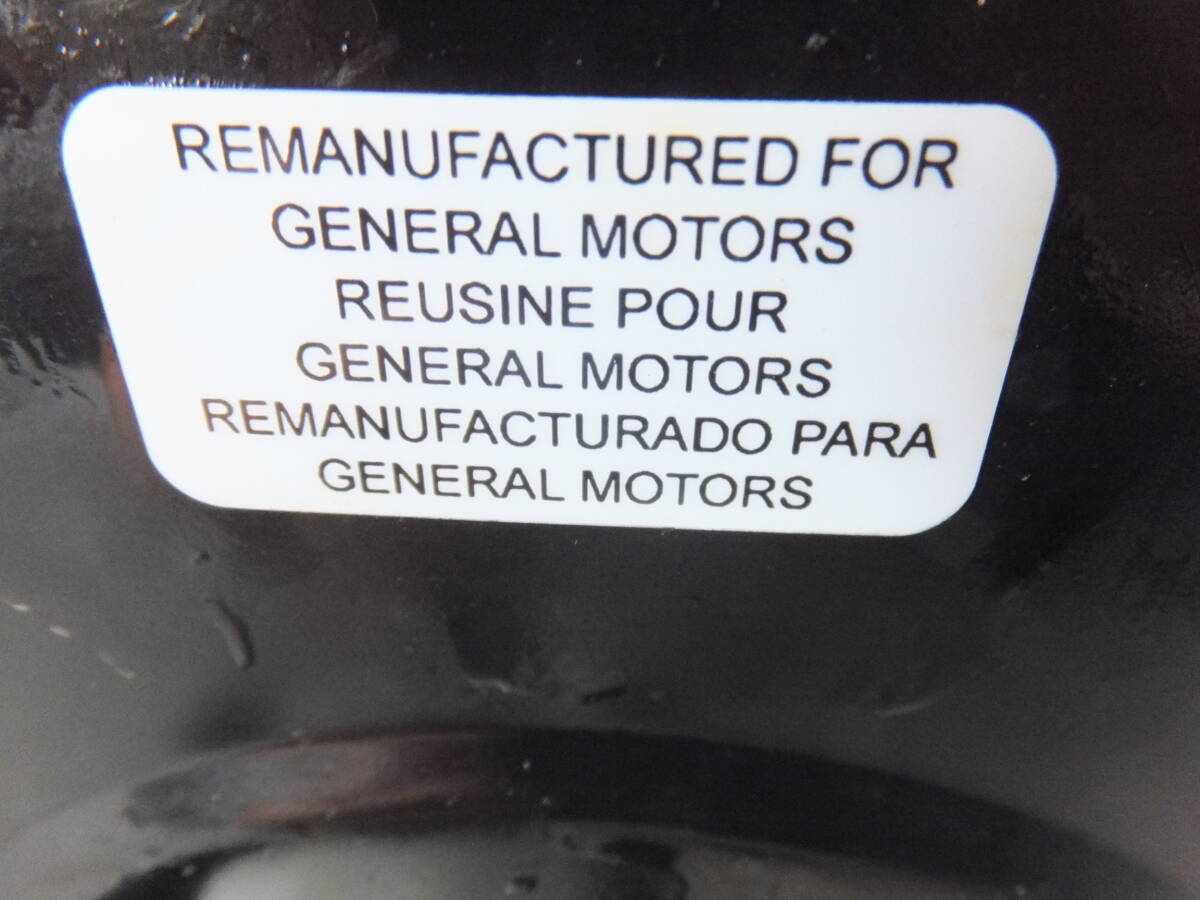 REMANUFACTURED FOR
GENERAL MOTORS
REUSINE POUR
GENERAL MOTORS
REMANUFACTURADO PARA
GENERAL MOTORS